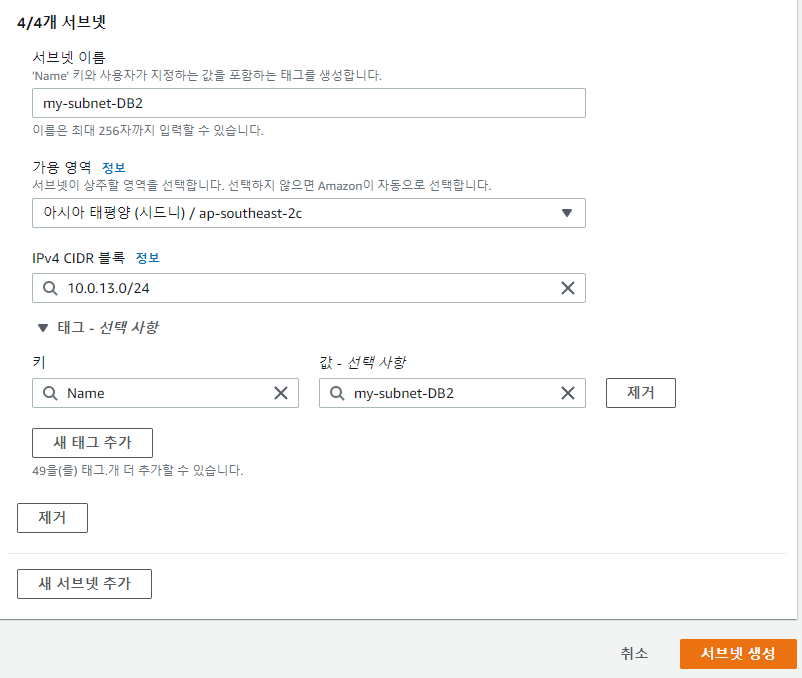 4/4개 서브넷
서브넷 이름
'Name' 키와 사용자가 지정하는 값을 포함하는 태그를 생성합니다.
my-subnet-DB2
이름은 최대 256자까지 입력할 수 있습니다.
가용 영역 정보
서브넷이 상주할 영역을 선택합니다. 선택하지 않으면 Amazon이 자동으로 선택합니다.
아시아 태평양 (시드니) / ap-southeast-2c
IPv4 CIDR 블록 정보
10.0.13.0/24
태그 - 선택 사항
키 값 - 선택 사항
Name my-subnet-DB2 제거
새 태그 추가
49을(를) 태그.개 더 추가할 수 있습니다.
제거
새 서브넷 추가
취소 서브넷 생성